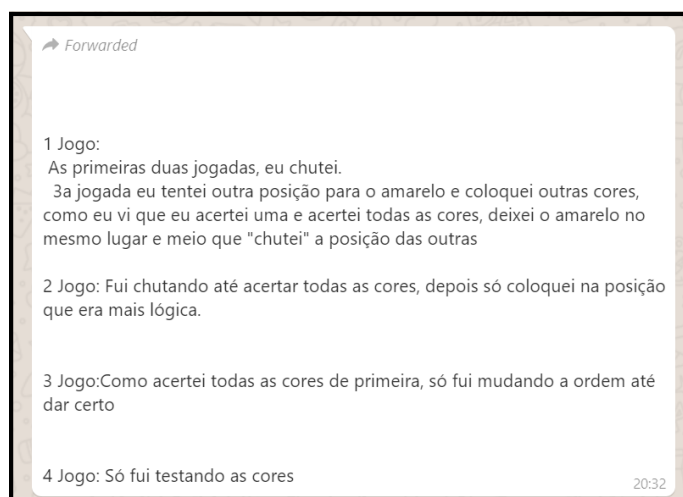 Forwarded
1 Jogo:
As primeiras duas jogadas, eu chutei.
3a jogada eu tentei outra posição para o amarelo e coloquei outras cores,
como eu vi que eu acertei uma e acertei todas as cores, deixei o amarelo no
mesmo lugar e meio que "chutei" a posição das outras
2 Jogo: Fui chutando até acertar todas as cores, depois só coloquei na posição
que era mais lógica.
3 Jogo:Como acertei todas as cores de primeira, só fui mudando a ordem até
dar certo
4 Jogo: Só fui testando as cores
20:32